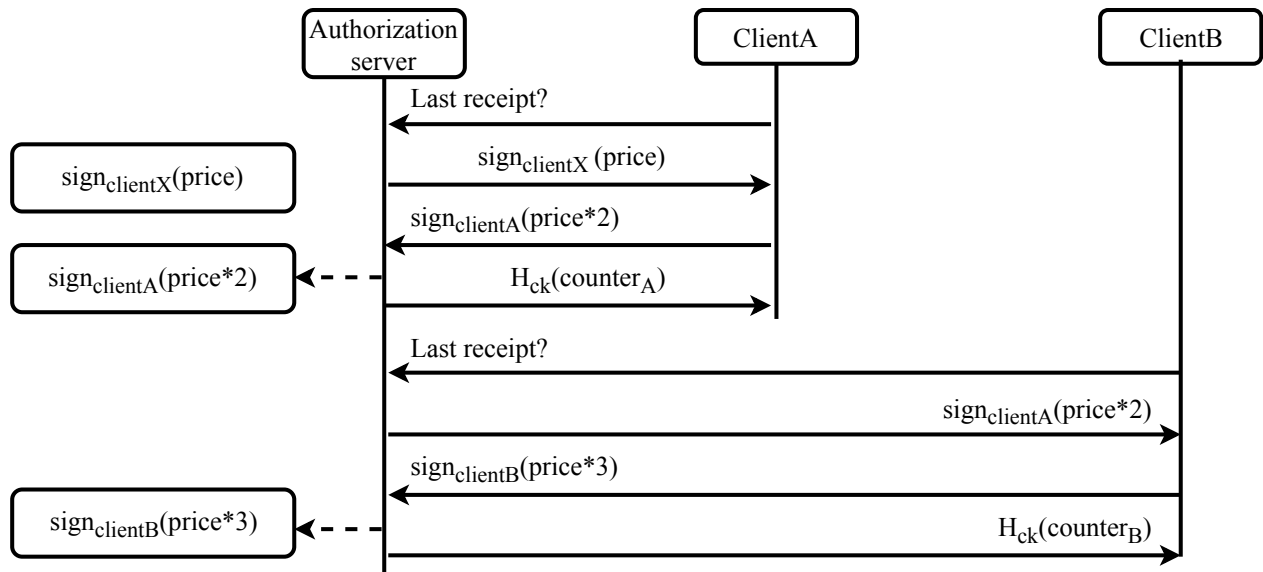 Authorization
server
ClientA
ClientB
Last receipt?
sign_clientX(price)
sign_clientX (price)
sign_clientA(price*2)
sign_clientA(price*2)
H_ck(counter_A)
Last receipt?
sign_clientA(price*2)
sign_clientB(price*3)
sign_clientB(price*3)
H_ck(counter_B)